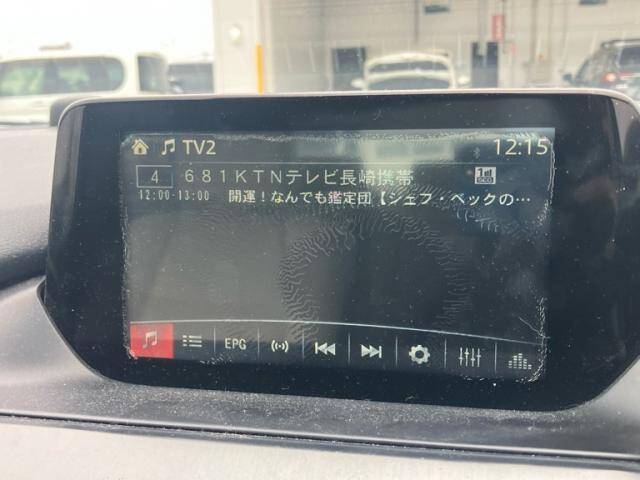 TV2 12:15
4 681KTNテレビ長崎携帯 1 SEG
12:00-13:00 開運!なんでも鑑定団【シェフ・ベックの…
EPG